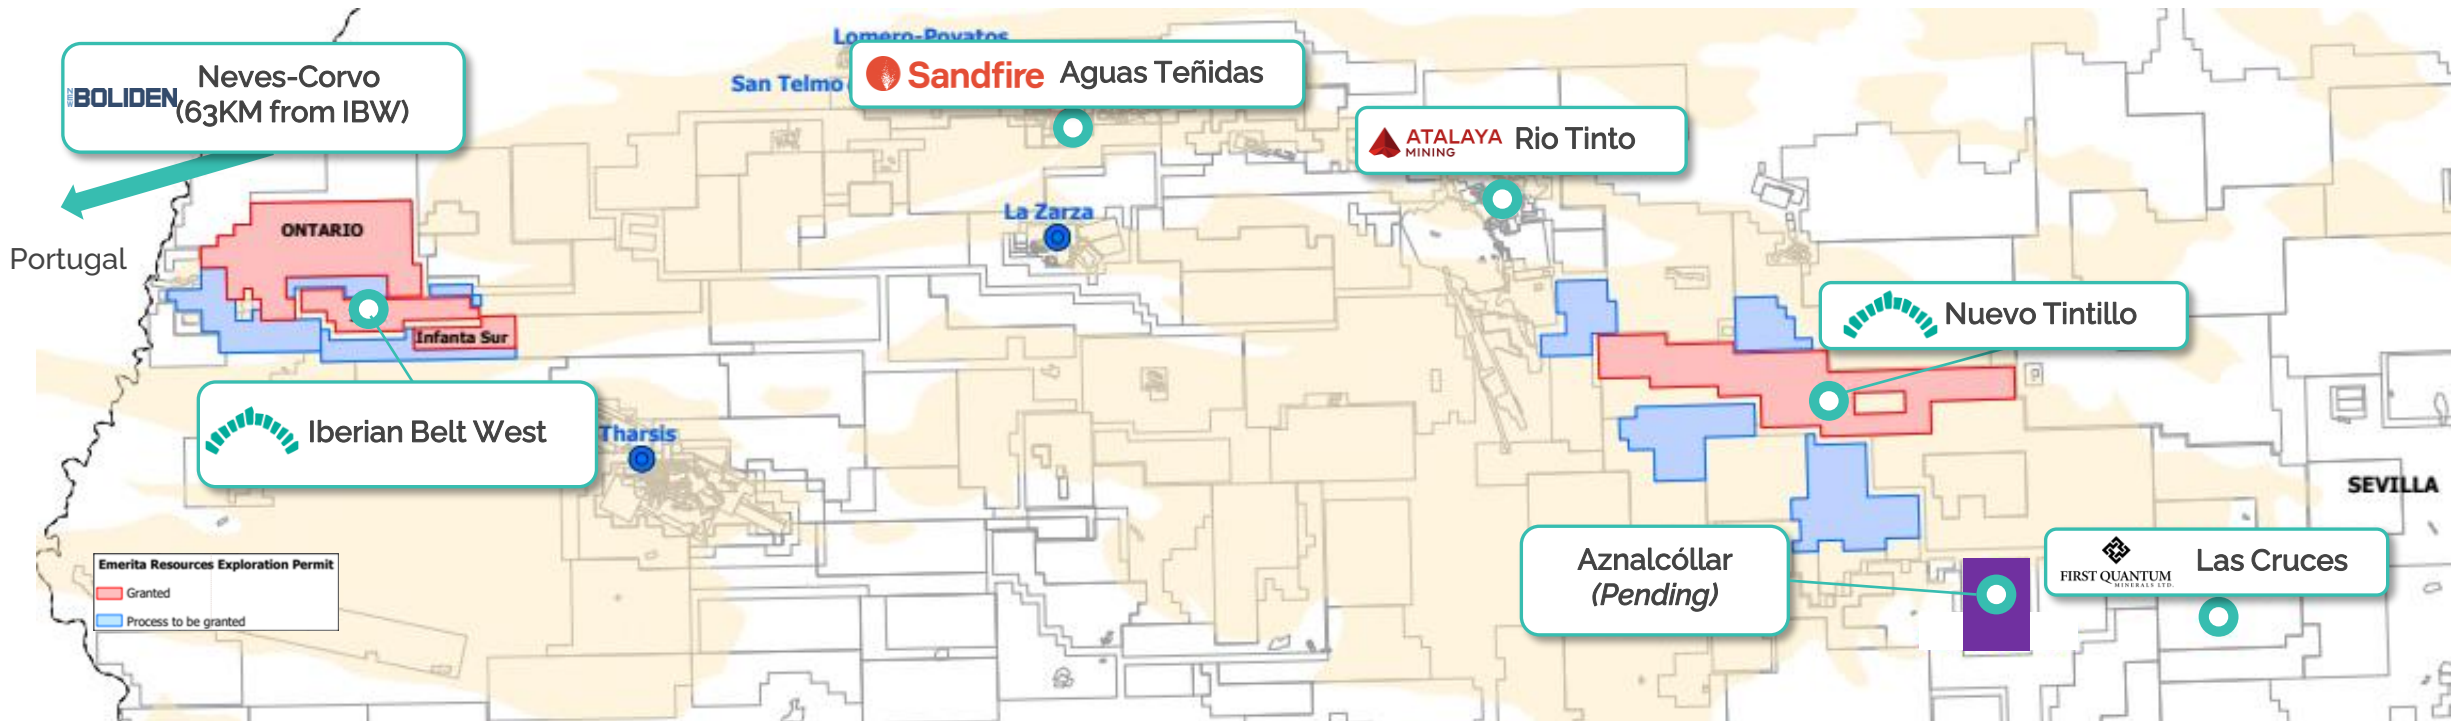 Lomero-Poyatos
San Telmo
BOLIDEN
Neves-Corvo
(63KM from IBW)
Sandfire
Aguas Teñidas
ATALAYA
MINING
Rio Tinto
La Zarza
ONTARIO
Portugal
Infanta Sur
Nuevo Tintillo
Iberian Belt West
Tharsis
SEVILLA
Aznalcóllar
(Pending)
FIRST QUANTUM
MINERALS LTD.
Las Cruces
Emerita Resources Exploration Permit
Granted
Process to be granted